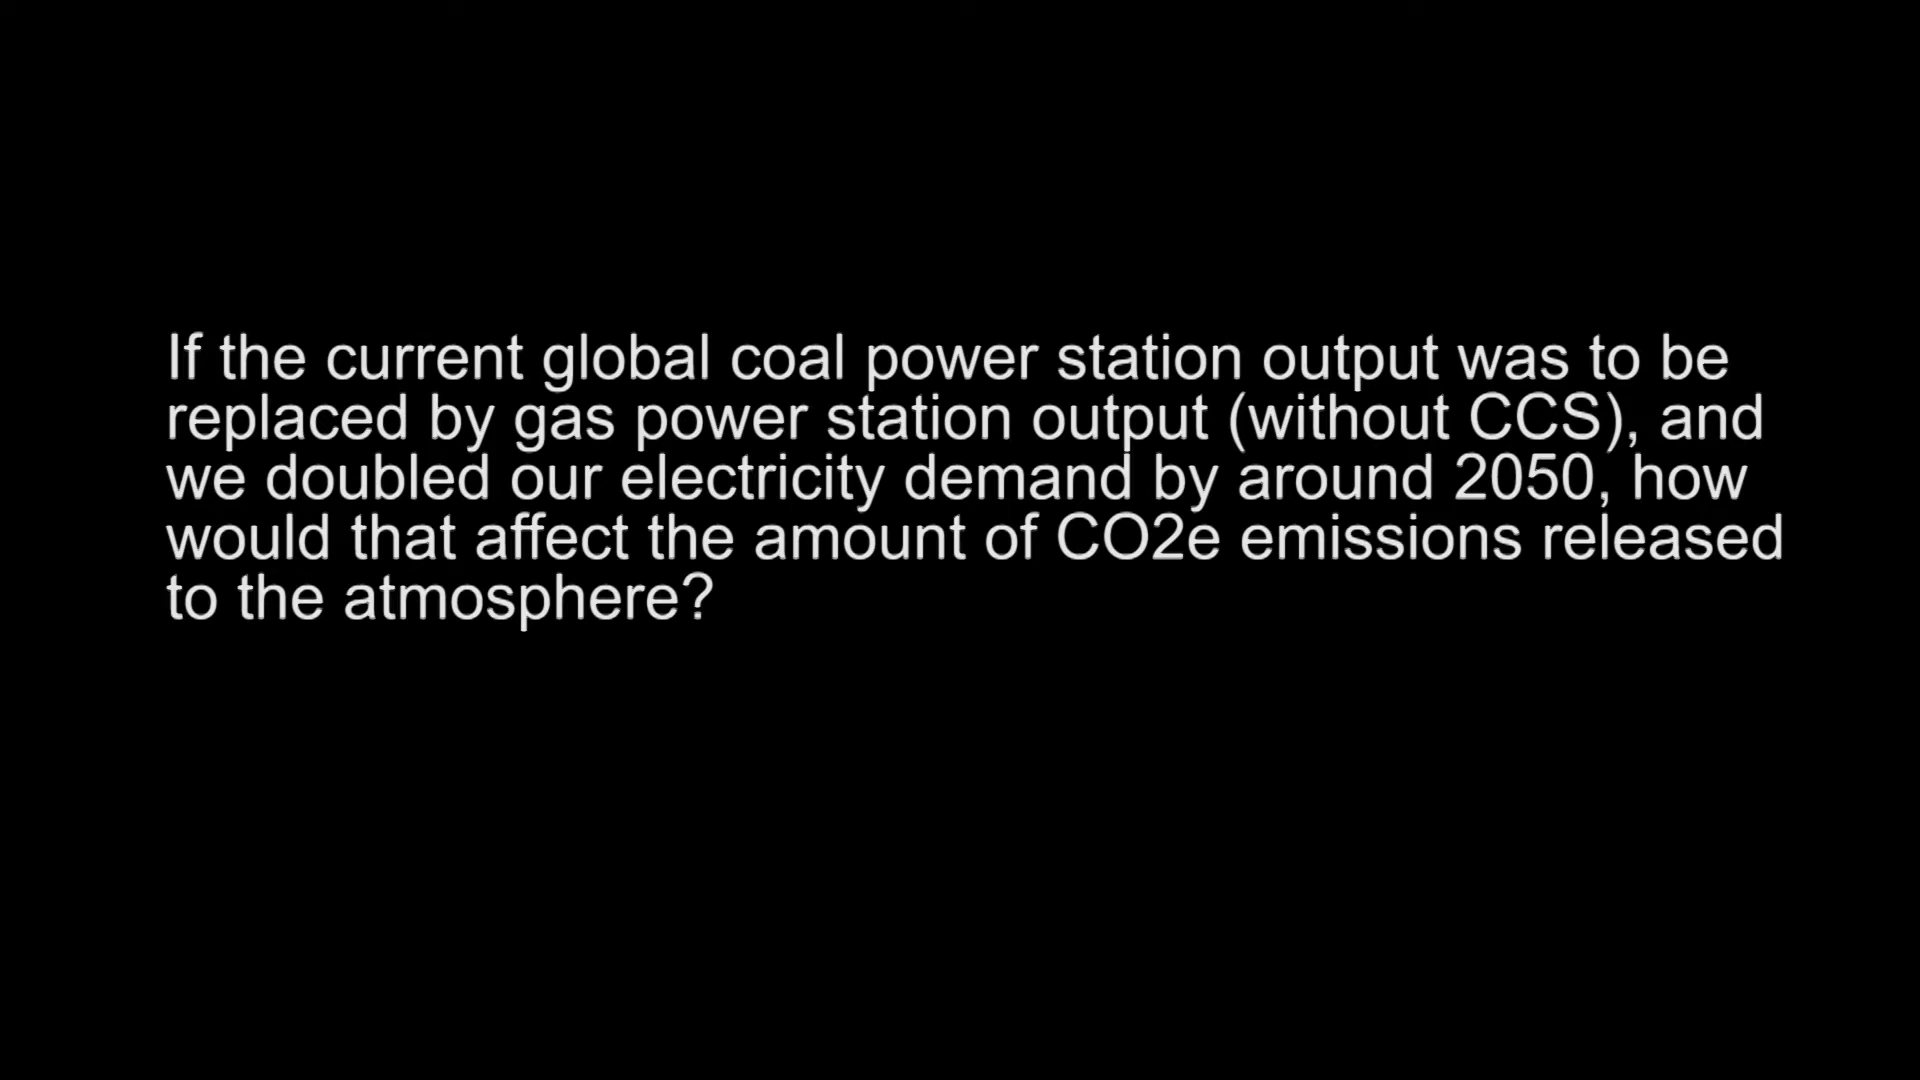 If the current global coal power station output was to be
replaced by gas power station output (without CCS), and
we doubled our electricity demand by around 2050, how
would that affect the amount of CO2e emissions released
to the atmosphere?